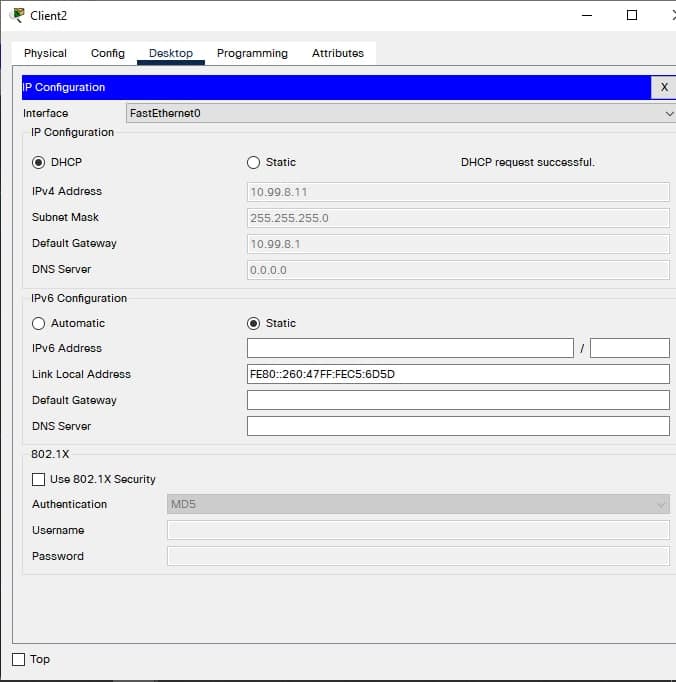 Client2
Physical Config Desktop Programming Attributes
IP Configuration X
Interface FastEthernet0
IP Configuration
DHCP Static DHCP request successful.
IPv4 Address 10.99.8.11
Subnet Mask 255.255.255.0
Default Gateway 10.99.8.1
DNS Server 0.0.0.0
IPv6 Configuration
Automatic Static
IPv6 Address /
Link Local Address FE80::260:47FF:FEC5:6D5D
Default Gateway
DNS Server
802.1X
Use 802.1X Security
Authentication MD5
Username
Password
Top